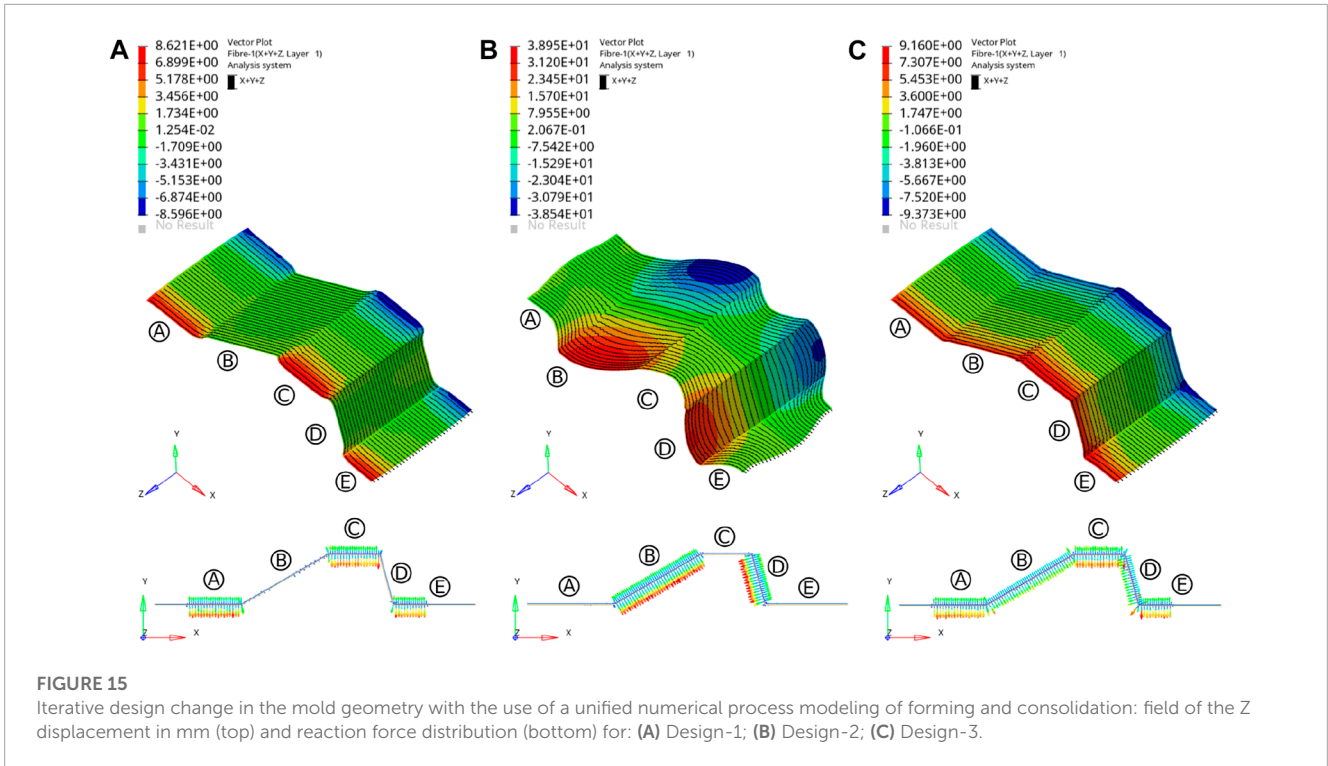 A
8.621E+00
6.899E+00
5.178E+00
3.456E+00
1.734E+00
1.254E-02
-1.709E+00
-3.431E+00
-5.153E+00
-6.874E+00
-8.596E+00
No Result
Vector Plot
Fibre-1(X+Y+Z, Layer 1)
Analysis system
X+Y+Z
B
3.895E+01
3.120E+01
2.345E+01
1.570E+01
7.955E+00
2.067E-01
-7.542E+00
-1.529E+01
-2.304E+01
-3.079E+01
-3.854E+01
No Result
Vector Plot
Fibre-1(X+Y+Z, Layer 1)
Analysis system
X+Y+Z
C
9.160E+00
7.307E+00
5.453E+00
3.600E+00
1.747E+00
-1.066E-01
-1.960E+00
-3.813E+00
-5.667E+00
-7.520E+00
-9.373E+00
No Result
Vector Plot
Fibre-1(X+Y+Z, Layer 1)
Analysis system
X+Y+Z
Ⓐ
Ⓑ
Ⓒ
Ⓓ
Ⓔ
Y
Z
X
Ⓐ
Ⓑ
Ⓒ
Ⓓ
Ⓔ
Y
Z
X
Ⓐ
Ⓑ
Ⓒ
Ⓓ
Ⓔ
Y
Z
X
Ⓐ
Ⓑ
Ⓒ
Ⓓ
Ⓔ
Y
Z
X
Ⓐ
Ⓑ
Ⓒ
Ⓓ
Ⓔ
Y
Z
X
Ⓐ
Ⓑ
Ⓒ
Ⓓ
Ⓔ
Y
Z
X
FIGURE 15
Iterative design change in the mold geometry with the use of a unified numerical process modeling of forming and consolidation: field of the Z
displacement in mm (top) and reaction force distribution (bottom) for: (A) Design-1; (B) Design-2; (C) Design-3.